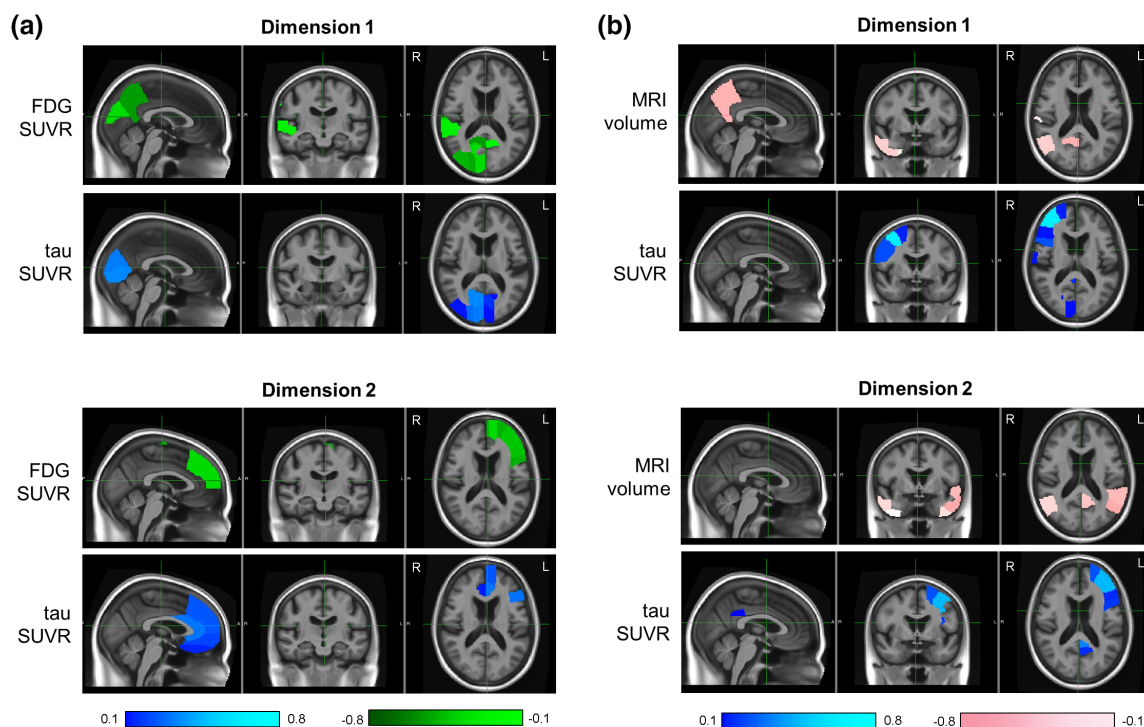 (a)
Dimension 1
FDG
SUVR
R
L
tau
SUVR
R
L
Dimension 2
FDG
SUVR
R
L
tau
SUVR
R
L
0.1
0.8
-0.8
-0.1
(b)
Dimension 1
MRI
volume
R
L
tau
SUVR
R
L
Dimension 2
MRI
volume
R
L
tau
SUVR
R
L
0.1
0.8
-0.8
-0.1